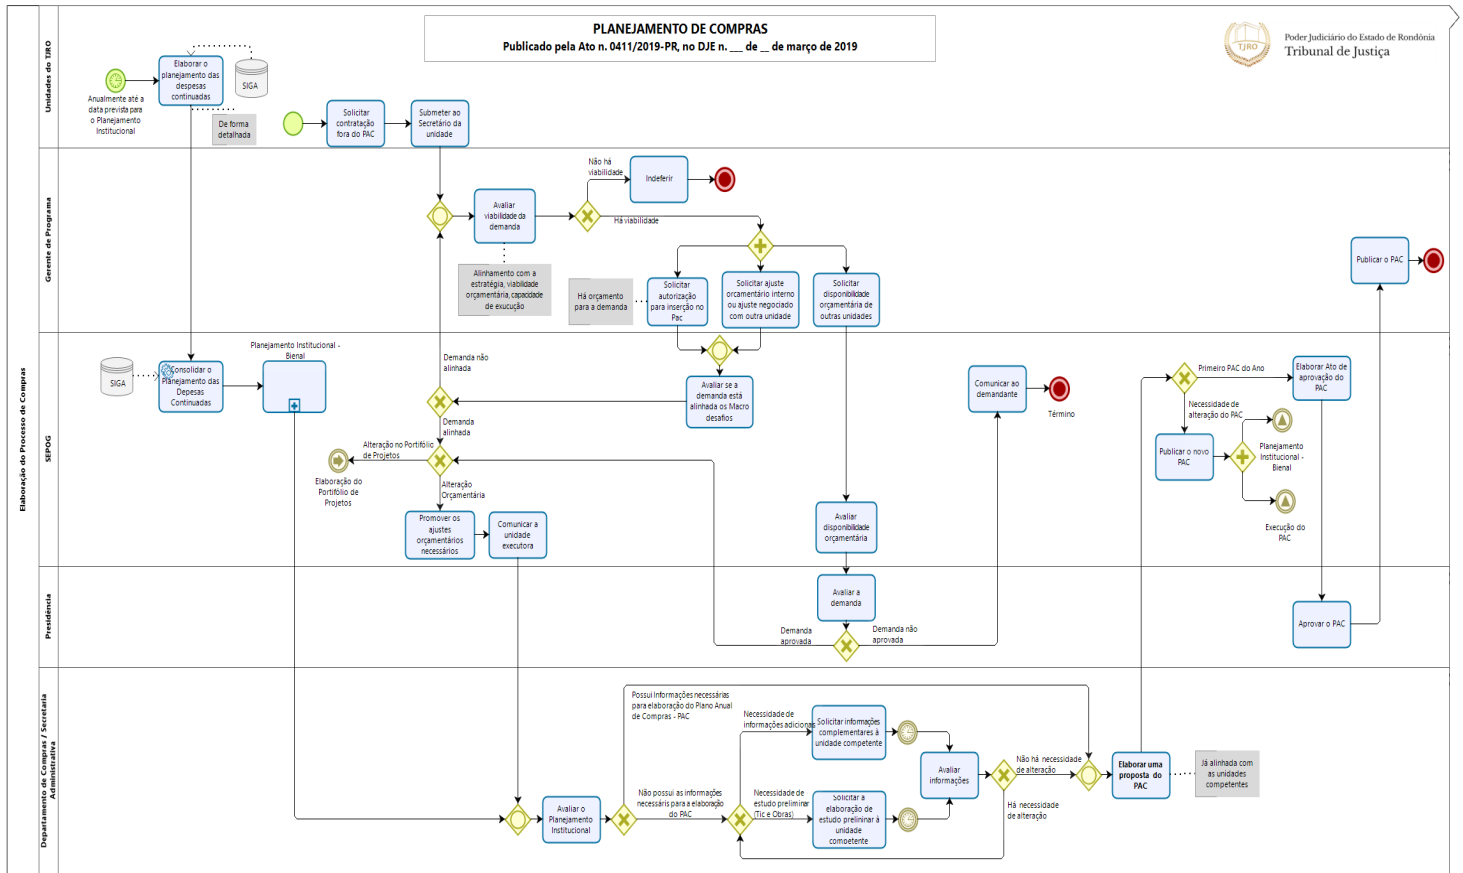 PLANEJAMENTO DE COMPRAS
Publicado pela Ato n. 0411/2019-PR, no DJE n. ___ de __ de março de 2019
TJRO
Poder Judiciário do Estado de Rondônia
Tribunal de Justiça
Elaboração do Processo de Compras
Unidades do TJRO
Anualmente até a
data prevista para
o Planejamento
Institucional
Elaborar o
planejamento das
despesas
continuadas
SIGA
De forma
detalhada
Solicitar
contratação
fora do PAC
Submeter ao
Secretário da
unidade
Gerente de Programa
Avaliar
viabilidade da
demanda
Alinhamento com a
estratégia, viabilidade
orçamentária, capacidade
de execução
Não há
viabilidade
Indeferir
Há viabilidade
Há orçamento
para a demanda
Solicitar
autorização
para inserção no
Pac
Solicitar ajuste
orcamentário interno
ou ajuste negociado
com outra unidade
Solicitar
disponibilidade
orçamentária de
outras unidades
Publicar o PAC
SEPOG
SIGA
Consolidar o
Planejamento das
Depesas
Continuadas
Planejamento Institucional -
Bienal
Demanda não
alinhada
Demanda
alinhada
Avaliar se a
demanda está
alinhada os Macro
desafios
Alteração no Portifólio
de Projetos
Elaboração do
Portifólio de
Projetos
Alteração
Orçamentária
Promover os
ajustes
orçamentários
necessários
Comunicar a
unidade
executora
Avaliar
disponibilidade
orçamentária
Comunicar ao
demandante
Término
Primeiro PAC do Ano
Elaborar Ato de
aprovação do
PAC
Necessidade de
alteração do PAC
Publicar o novo
PAC
Planejamento
Institucional -
Bienal
Execução do
PAC
Presidência
Avaliar a
demanda
Demanda
aprovada
Demanda não
aprovada
Aprovar o PAC
Departamento de Compras / Secretaria
Administrativa
Avaliar o
Planejamento
Institucional
Possui Informações necessárias
para elaboração do Plano Anual
de Compras - PAC
Não possui as informações
necessáris para a elaboração
do PAC
Necessidade de
informações adicionas
Solicitar informações
complementares à
unidade competente
Necessidade de
estudo preliminar
(Tic e Obras)
Solicitar a
elaboração de
estudo prelininar à
unidade
competente
Avaliar
informações
Não há necessidade
de alteração
Há necessidade
de alteração
Elaborar uma
proposta do
PAC
Já alinhada com
as unidades
competentes